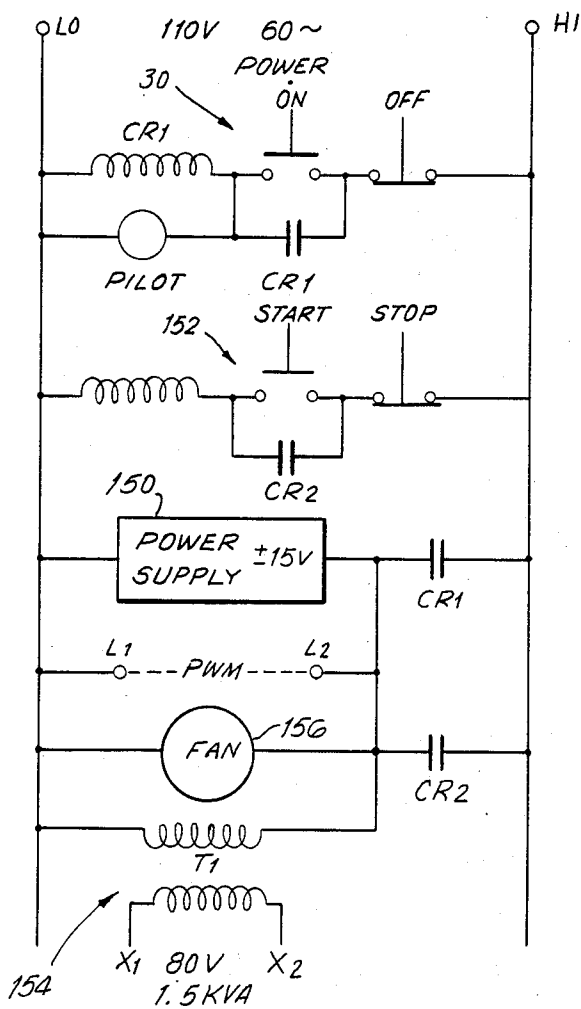 LO 110V 60~ HI
POWER
30 ON OFF
CR1
PILOT CR1
152 START STOP
CR2
150
POWER SUPPLY ±15V
CR1
L1 PWM L2
FAN 156
CR2
T1
154 X1 80V X2
1.5KVA